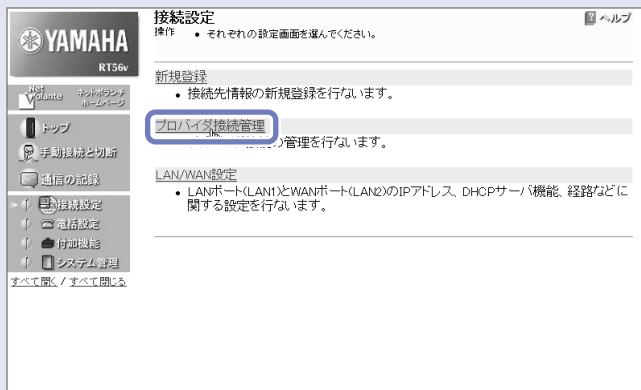 接続設定
ヘルプ
操作 • それぞれの設定画面を選んでください。
YAMAHA
RT56v
Net Volante ネットボランチ ホームページ
新規登録
• 接続先情報の新規登録を行ないます。
トップ
手動接続と切断
通信の記録
プロバイダ接続管理
の管理を行ないます。
LAN/WAN設定
• LANポート(LAN1)とWANポート(LAN2)のIPアドレス、DHCPサーバ機能、経路などに
関する設定を行ないます。
接続設定
電話設定
付加機能
システム管理
すべて開く / すべて閉じる